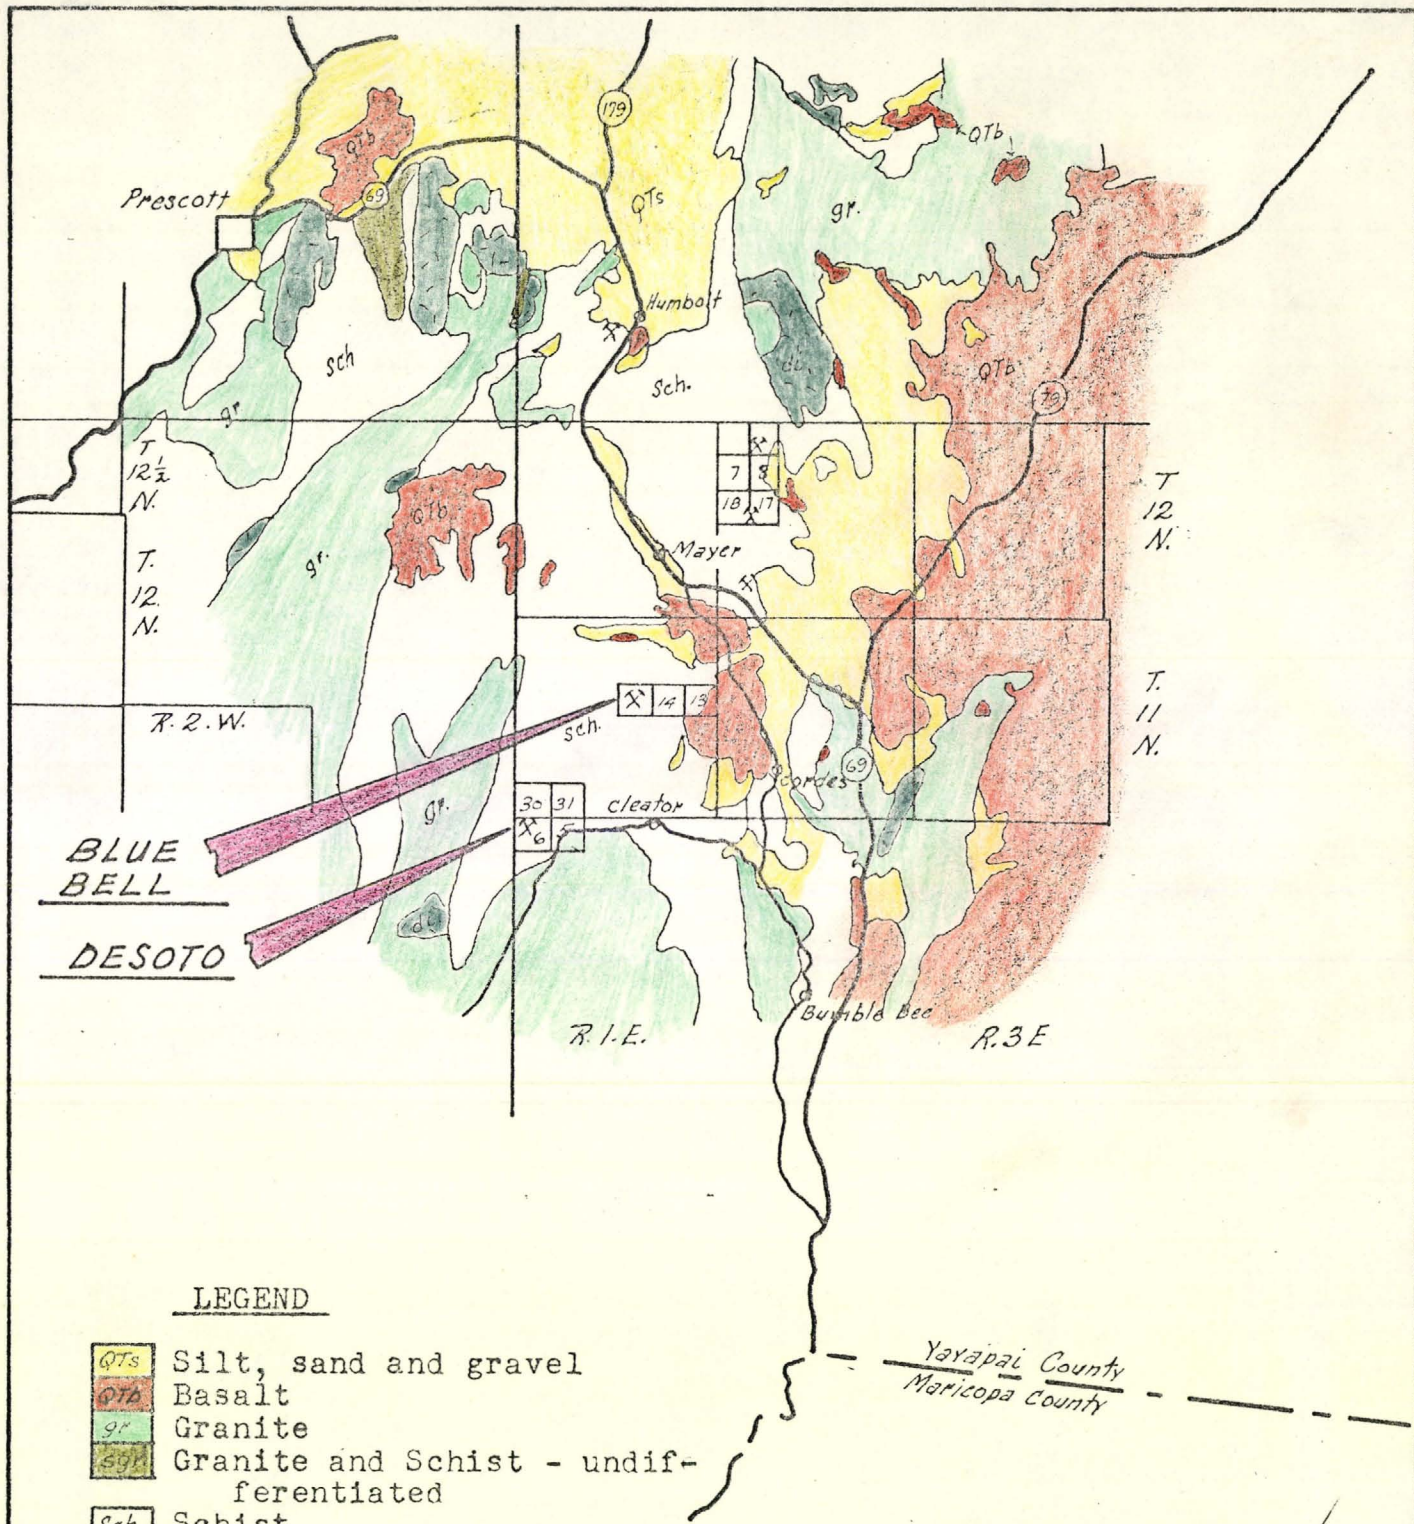 179
QTb
QTb
Prescott
69
QTs
gr.
Humbolt
sch
Sch.
di
QTb
79
gr
T
12½
N.
7
8
18
17
T
12
N.
QTb
Mayer
T.
12
N.
gr.
T.
11
N.
14
13
R.2.W.
sch.
69
Cordes
gr.
30
31
Cleator
6
5
BLUE
BELL
di
DESOTO
Bumble Bee
R.1.E.
R.3E
LEGEND
QTs Silt, sand and gravel
QTb Basalt
gr Granite
sgr Granite and Schist - undif-
ferentiated
Sch Schist
Yavapai County
Maricopa County